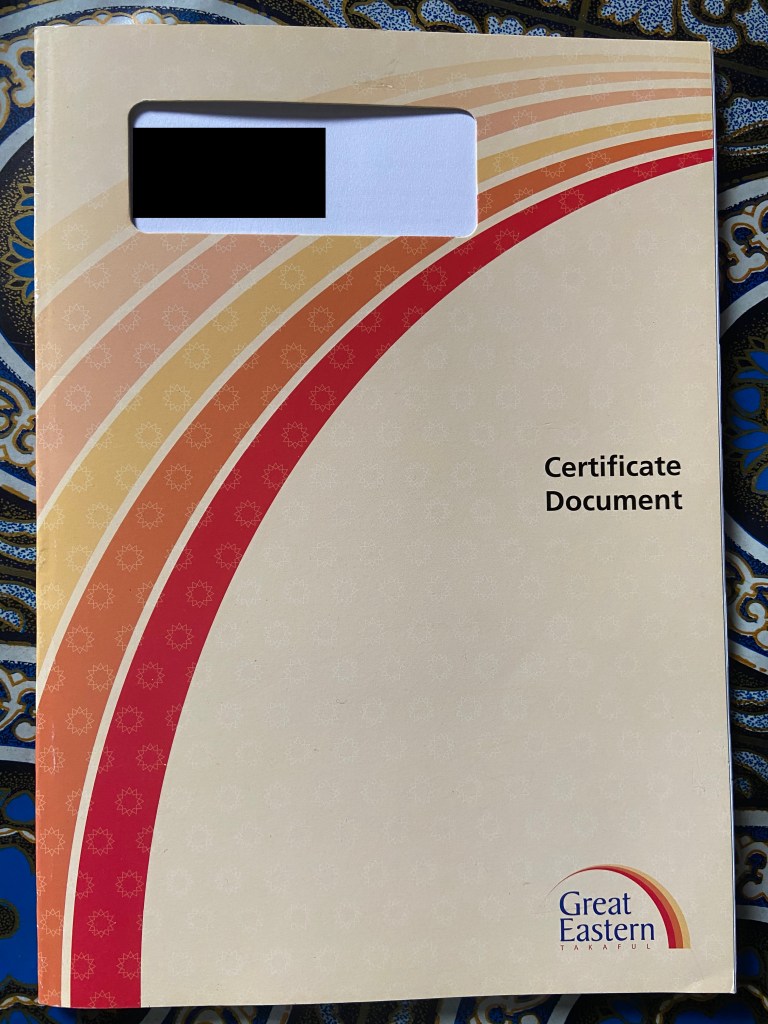 Certificate
Document
Great
Eastern
TAKAFUL